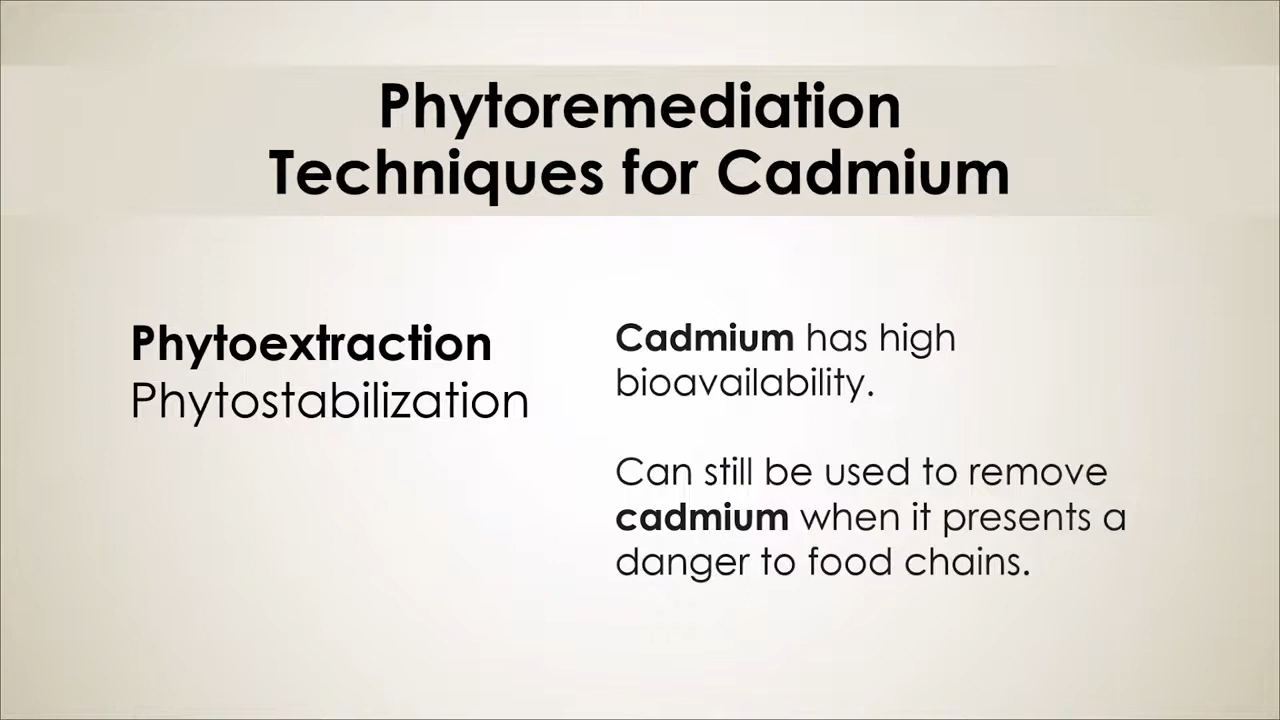 Phytoremediation
Techniques for Cadmium
Phytoextraction
Phytostabilization
Cadmium has high
bioavailability.
Can still be used to remove
cadmium when it presents a
danger to food chains.